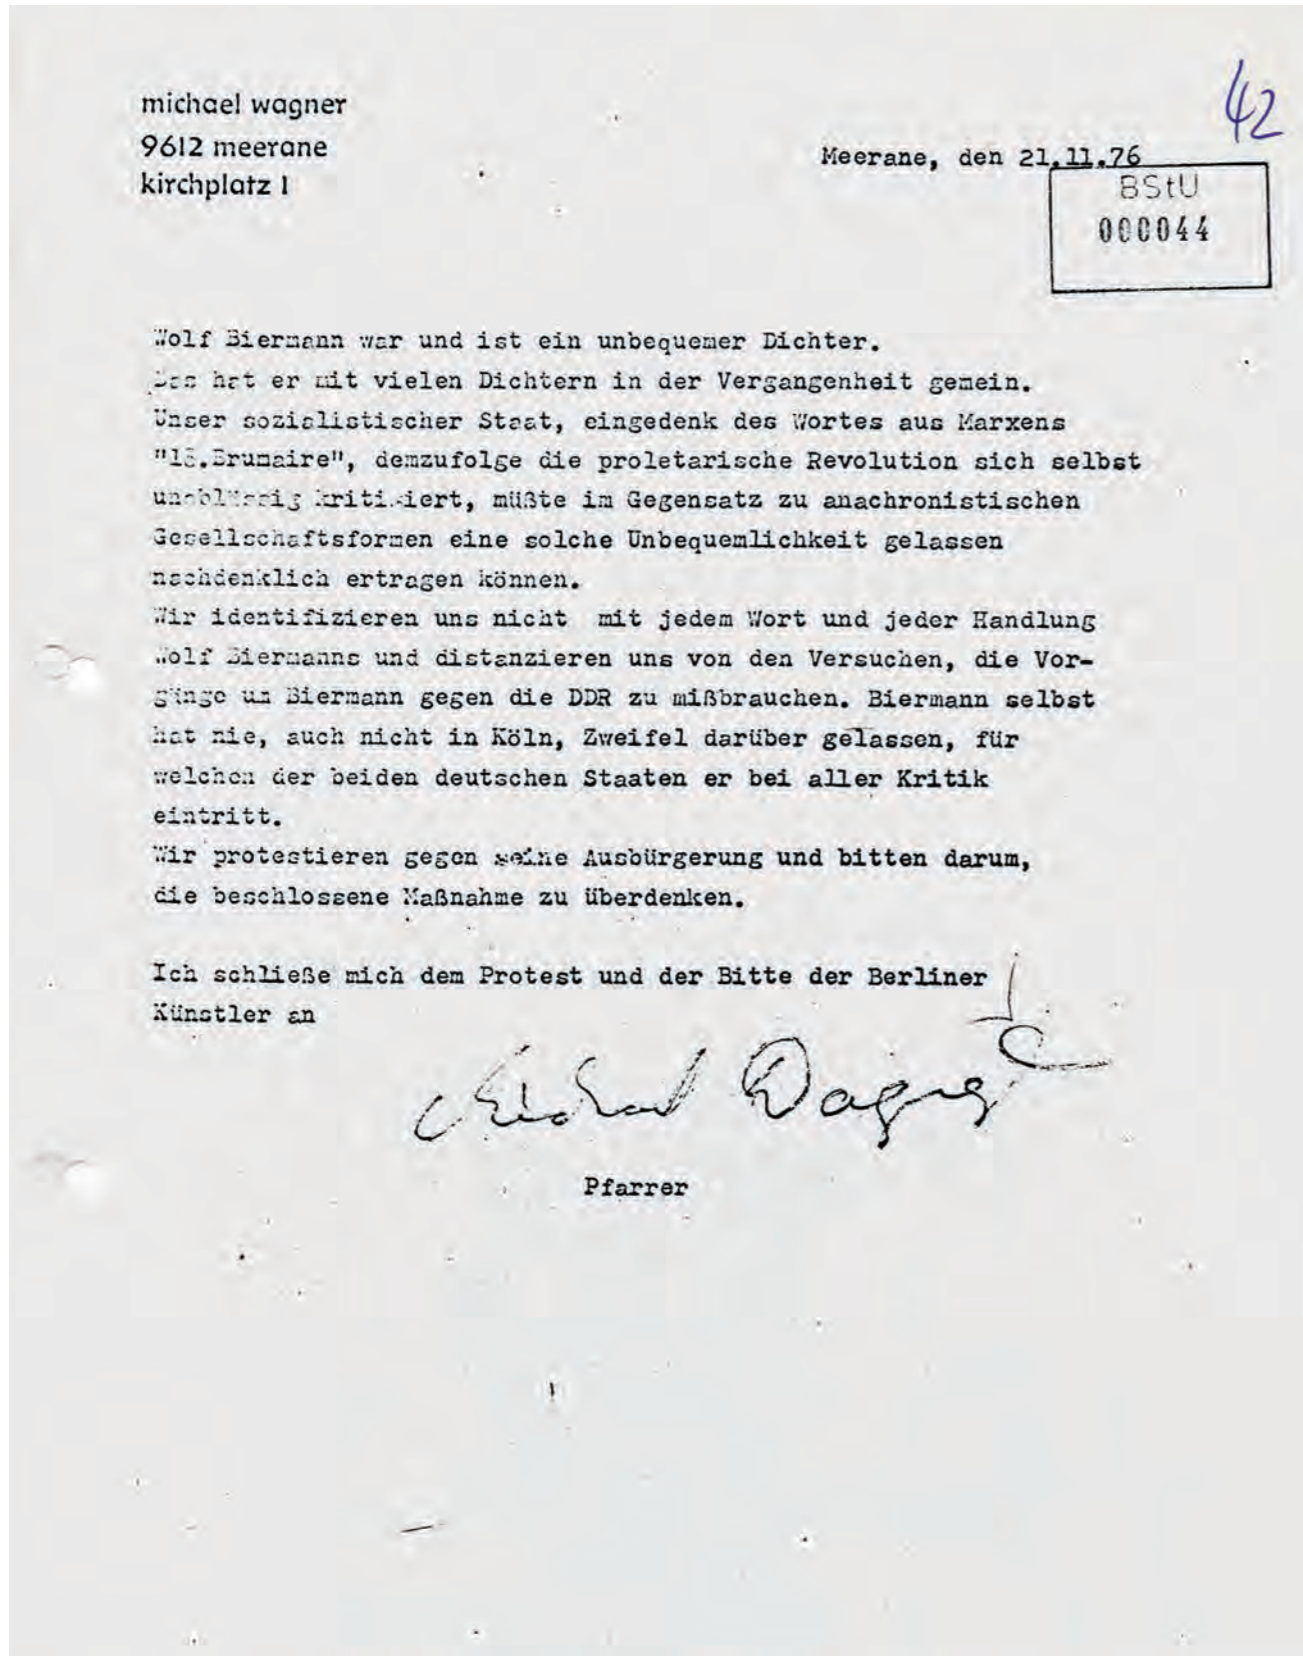 michael wagner
9612 meerane
kirchplatz 1
42
Meerane, den 21.11.76
BStU
000044
Wolf Biermann war und ist ein unbequemer Dichter.
Das hat er mit vielen Dichtern in der Vergangenheit gemein.
Unser sozialistischer Staat, eingedenk des Wortes aus Marxens
"18.Brumaire", demzufolge die proletarische Revolution sich selbst
unablässig kritisiert, müßte im Gegensatz zu anachronistischen
Gesellschaftsformen eine solche Unbequemlichkeit gelassen
nachdenklich ertragen können.
Wir identifizieren uns nicht mit jedem Wort und jeder Handlung
Wolf Biermanns und distanzieren uns von den Versuchen, die Vor-
gänge um Biermann gegen die DDR zu mißbrauchen. Biermann selbst
hat nie, auch nicht in Köln, Zweifel darüber gelassen, für
welchen der beiden deutschen Staaten er bei aller Kritik
eintritt.
Wir protestieren gegen seine Ausbürgerung und bitten darum,
die beschlossene Maßnahme zu überdenken.
Ich schließe mich dem Protest und der Bitte der Berliner
Künstler an
Michael Wagner
Pfarrer